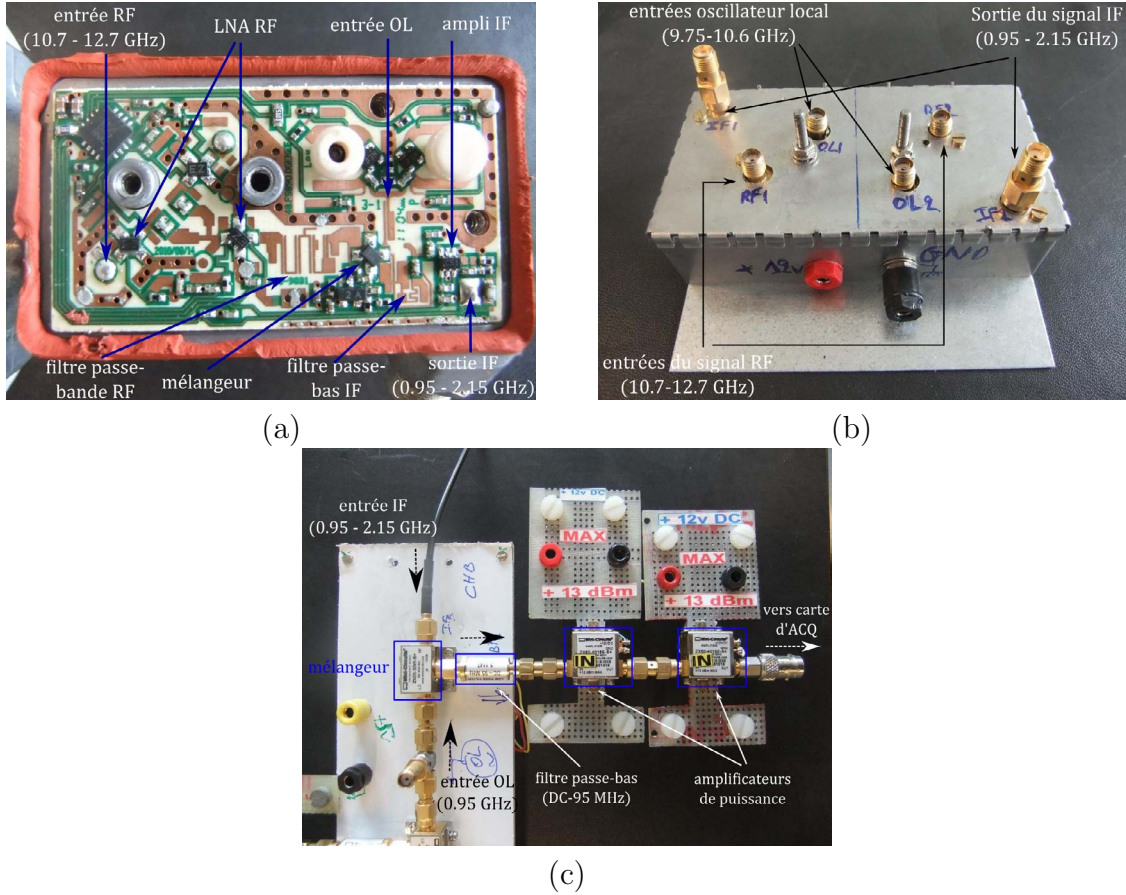 entrée RF
(10.7 - 12.7 GHz)
LNA RF
entrée OL
ampli IF
3-1
filtre passe-
bande RF
mélangeur
filtre passe-
bas IF
sortie IF
(0.95 - 2.15 GHz)
(a)
entrées oscillateur local
(9.75-10.6 GHz)
Sortie du signal IF
(0.95 - 2.15 GHz)
IF1
OL1
RF2
RF1
OL2
IF2
+ 12v
GND
entrées du signal RF
(10.7-12.7 GHz)
(b)
entrée IF
(0.95 - 2.15 GHz)
CHB
+ 12v DC
MAX
+ 13 dBm
+ 12v DC
MAX
+ 13 dBm
vers carte
d'ACQ
mélangeur
IN
IN
OL
entrée OL
(0.95 GHz)
filtre passe-bas
(DC-95 MHz)
amplificateurs
de puissance
(c)